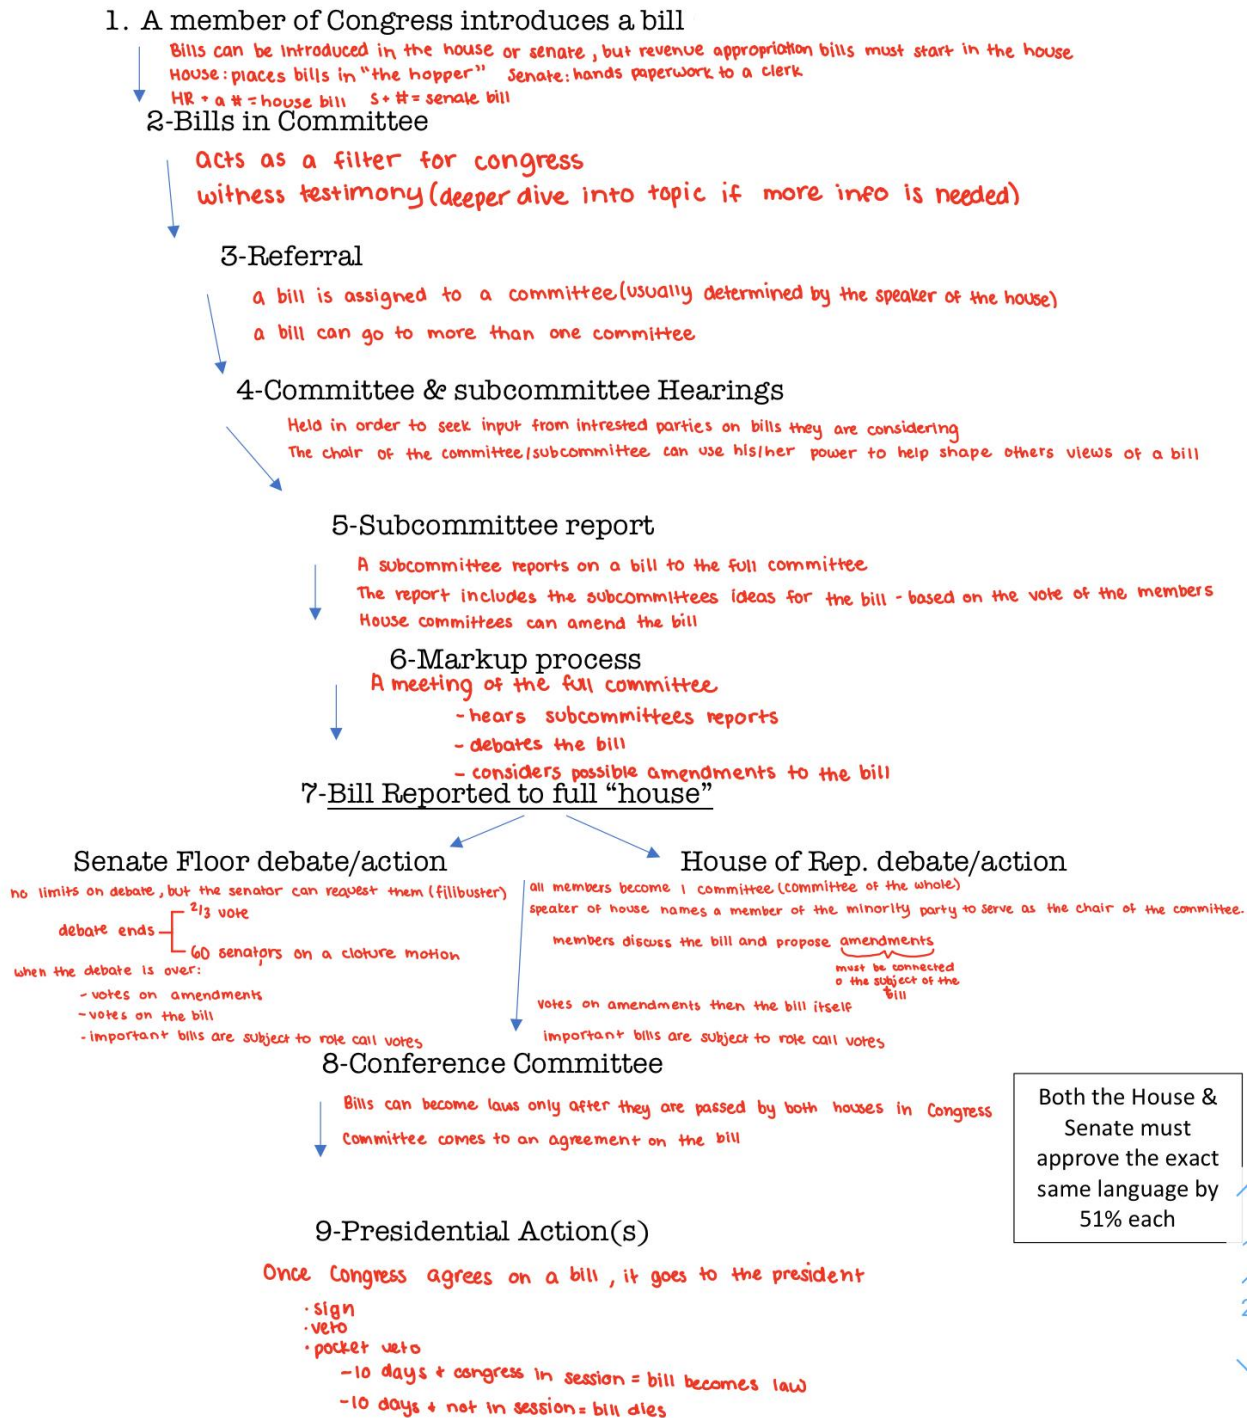 1. A member of Congress introduces a bill
Bills can be introduced in the house or senate, but revenue appropriation bills must start in the house
House: places bills in "the hopper" Senate: hands paperwork to a clerk
HR + a # = house bill S + # = senate bill
2-Bills in Committee
acts as a filter for congress
witness testimony (deeper dive into topic if more info is needed)
3-Referral
a bill is assigned to a committee (usually determined by the speaker of the house)
a bill can go to more than one committee
4-Committee & subcommittee Hearings
Held in order to seek input from intrested parties on bills they are considering
The chair of the committee/subcommittee can use his/her power to help shape others views of a bill
5-Subcommittee report
A subcommittee reports on a bill to the full committee
The report includes the subcommittees ideas for the bill - based on the vote of the members
House committees can amend the bill
6-Markup process
A meeting of the full committee
- hears subcommittees reports
- debates the bill
- considers possible amendments to the bill
7-Bill Reported to full “house”
Senate Floor debate/action
no limits on debate, but the senator can request them (filibuster)
debate ends
2/3 vote
60 senators on a cloture motion
when the debate is over:
- votes on amendments
- votes on the bill
- important bills are subject to role call votes
House of Rep. debate/action
all members become 1 committee (committee of the whole)
speaker of house names a member of the minority party to serve as the chair of the committee.
members discuss the bill and propose amendments
must be connected
o the subject of the
t bill
votes on amendments then the bill itself
important bills are subject to role call votes
8-Conference Committee
Bills can become laws only after they are passed by both houses in Congress
Committee comes to an agreement on the bill
Both the House &
Senate must
approve the exact
same language by
51% each
9-Presidential Action(s)
Once Congress agrees on a bill, it goes to the president
· sign
· veto
· pocket veto
-10 days + congress in session = bill becomes law
-10 days + not in session = bill dies
2